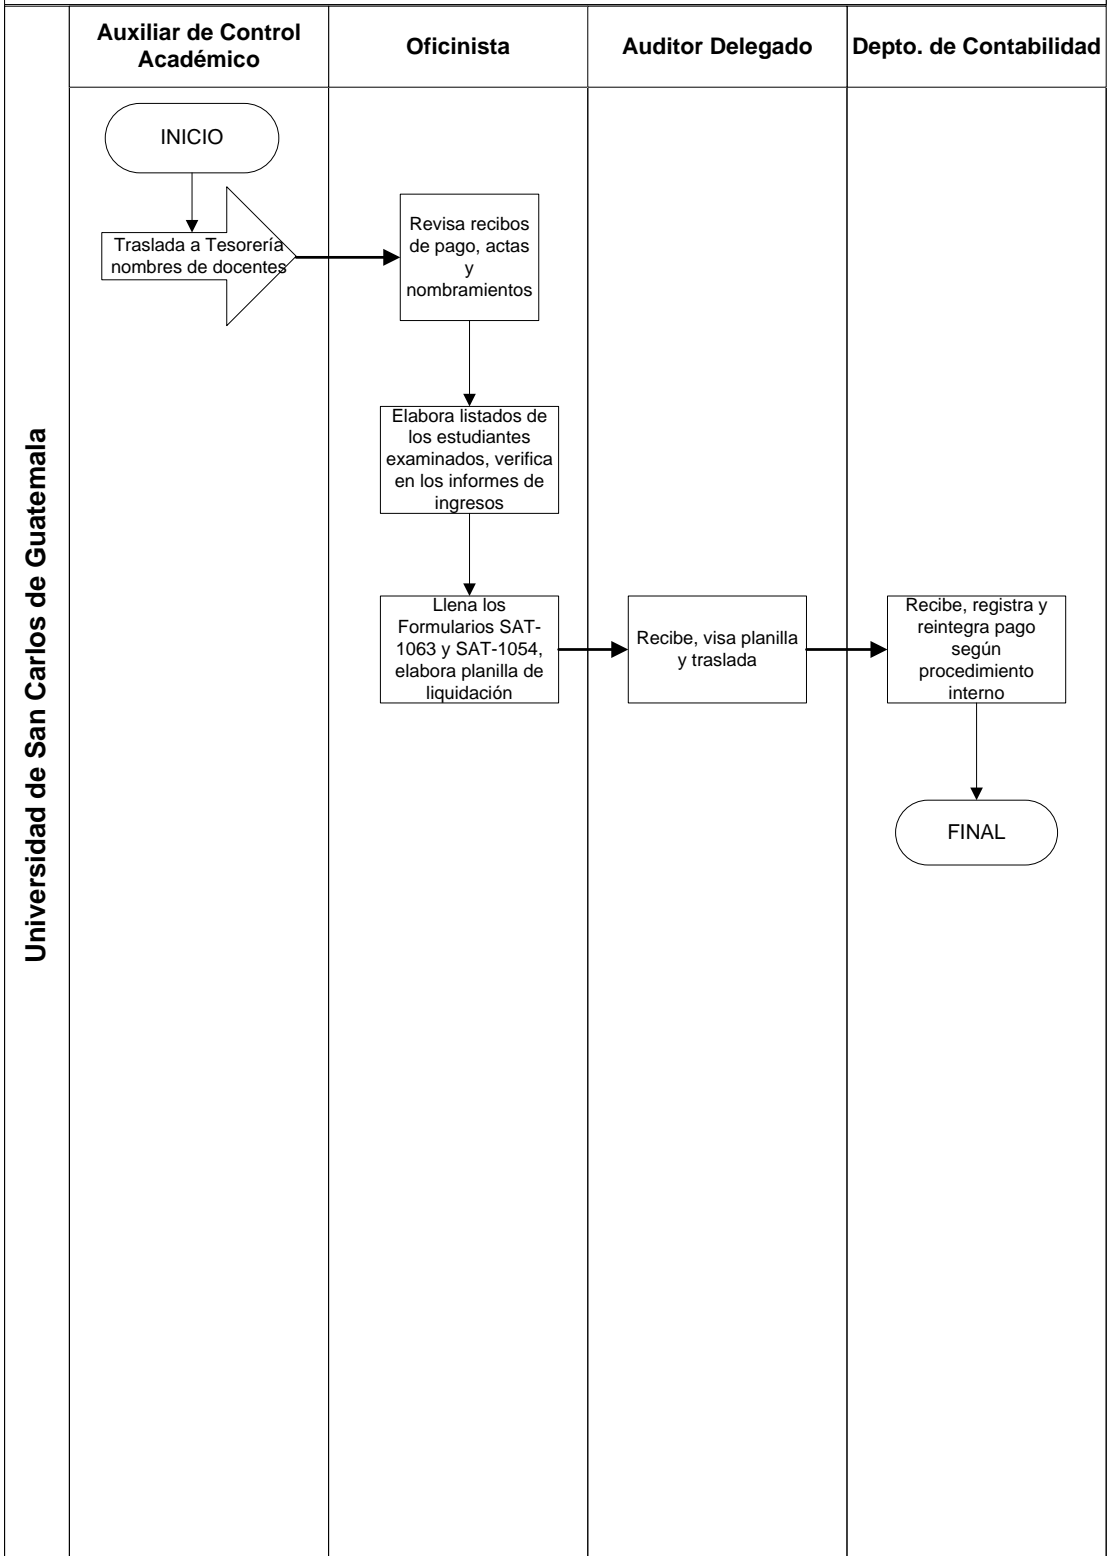 Auxiliar de Control
Académico
Oficinista
Auditor Delegado
Depto. de Contabilidad
Universidad de San Carlos de Guatemala
INICIO
Traslada a Tesorería
nombres de docentes
Revisa recibos
de pago, actas
y
nombramientos
Elabora listados de
los estudiantes
examinados, verifica
en los informes de
ingresos
Llena los
Formularios SAT-
1063 y SAT-1054,
elabora planilla de
liquidación
Recibe, visa planilla
y traslada
Recibe, registra y
reintegra pago
según
procedimiento
interno
FINAL